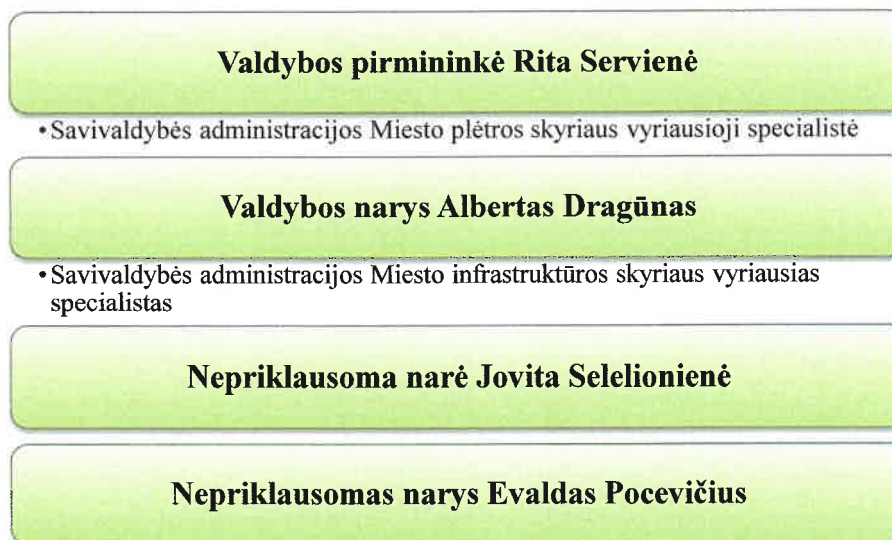 Valdybos pirmininkė Rita Servienė
• Savivaldybės administracijos Miesto plėtros skyriaus vyriausioji specialistė
Valdybos narys Albertas Dragūnas
• Savivaldybės administracijos Miesto infrastruktūros skyriaus vyriausias
specialistas
Nepriklausoma narė Jovita Selelionienė
Nepriklausomas narys Evaldas Pocevičius